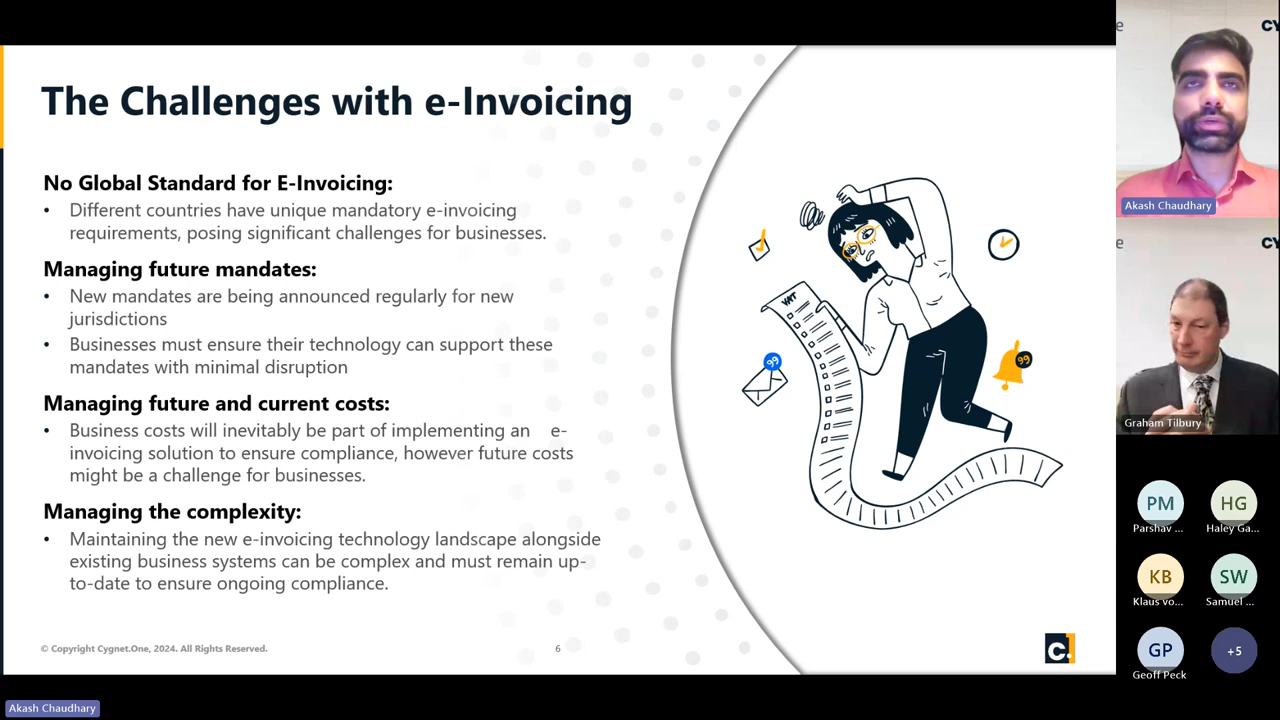 The Challenges with e-Invoicing
No Global Standard for E-Invoicing:
• Different countries have unique mandatory e-invoicing
requirements, posing significant challenges for businesses.
Managing future mandates:
• New mandates are being announced regularly for new
jurisdictions
• Businesses must ensure their technology can support these
mandates with minimal disruption
Managing future and current costs:
• Business costs will inevitably be part of implementing an e-
invoicing solution to ensure compliance, however future costs
might be a challenge for businesses.
Managing the complexity:
• Maintaining the new e-invoicing technology landscape alongside
existing business systems can be complex and must remain up-
to-date to ensure ongoing compliance.
© Copyright Cygnet.One, 2024. All Rights Reserved.
6
VAT
99
99
c.
Akash Chaudhary
e
CY
Akash Chaudhary
e
CY
Graham Tilbury
PM
Parshav ...
HG
Haley Ga...
KB
Klaus vo...
SW
Samuel ...
GP
Geoff Peck
+5